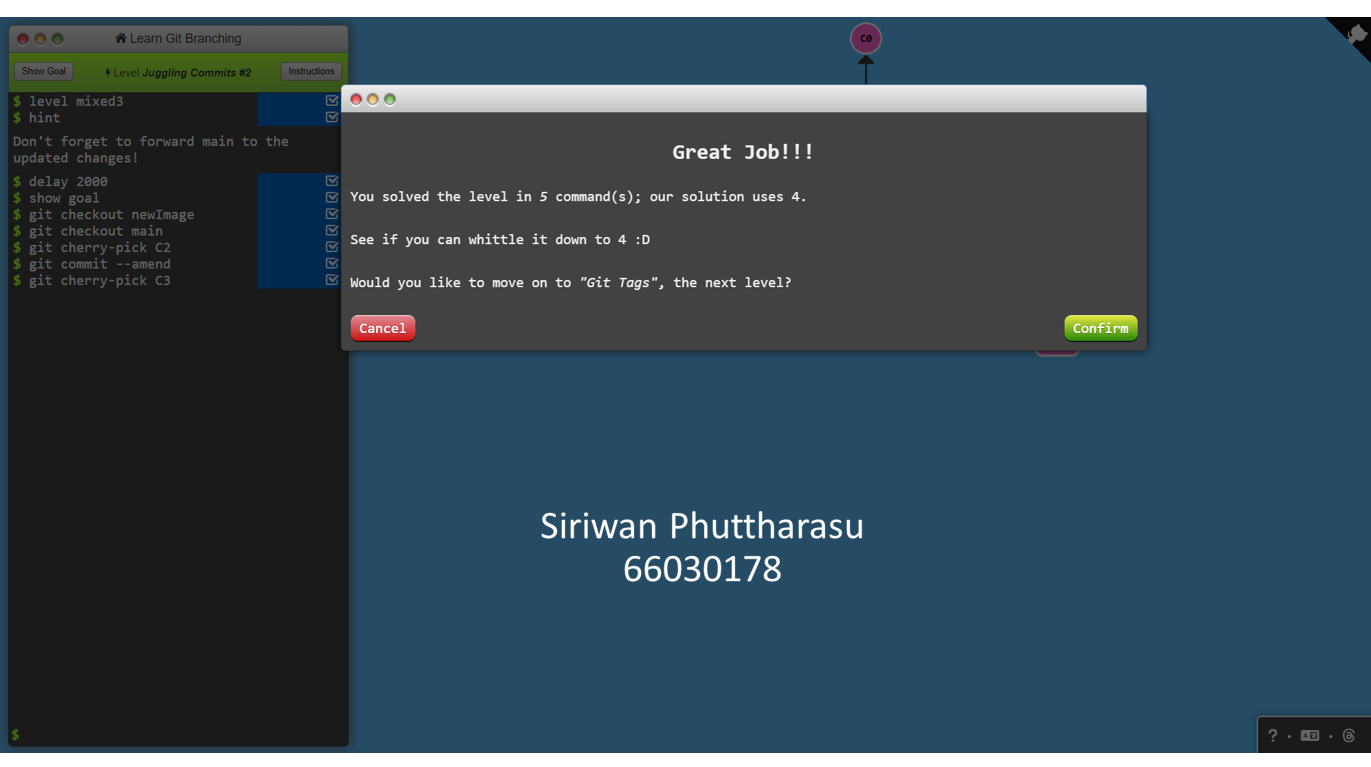 Learn Git Branching
Show Goal
Level Juggling Commits #2
Instructions
$ level mixed3
$ hint
Don't forget to forward main to the
updated changes!
$ delay 2000
$ show goal
$ git checkout newImage
$ git checkout main
$ git cherry-pick C2
$ git commit --amend
$ git cherry-pick C3
$
C0
Great Job!!!
You solved the level in 5 command(s); our solution uses 4.
See if you can whittle it down to 4 :D
Would you like to move on to "Git Tags", the next level?
Cancel
Confirm
Siriwan Phuttharasu
66030178
?